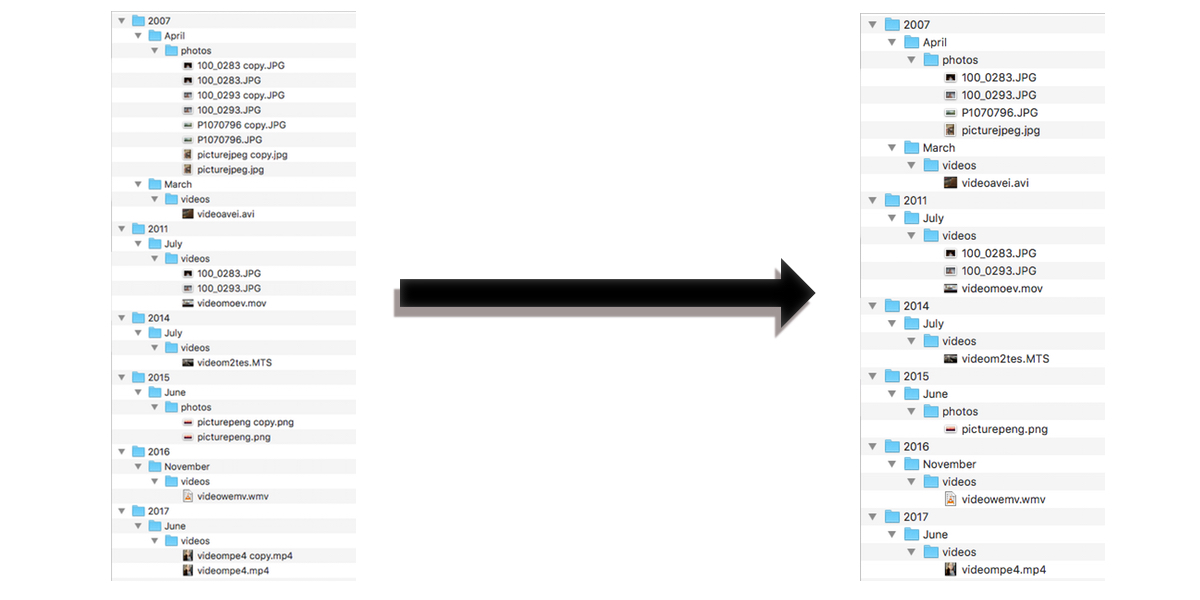 2007
April
photos
100_0283 copy.JPG
100_0283.JPG
100_0293 copy.JPG
100_0293.JPG
P1070796 copy.JPG
P1070796.JPG
picturejpeg copy.jpg
picturejpeg.jpg
March
videos
videoavei.avi
2011
July
videos
100_0283.JPG
100_0293.JPG
videomoev.mov
2014
July
videos
videom2tes.MTS
2015
June
photos
picturepeng copy.png
picturepeng.png
2016
November
videos
videowemv.wmv
2017
June
videos
videompe4 copy.mp4
videompe4.mp4
2007
April
photos
100_0283.JPG
100_0293.JPG
P1070796.JPG
picturejpeg.jpg
March
videos
videoavei.avi
2011
July
videos
100_0283.JPG
100_0293.JPG
videomoev.mov
2014
July
videos
videom2tes.MTS
2015
June
photos
picturepeng.png
2016
November
videos
videowemv.wmv
2017
June
videos
videompe4.mp4